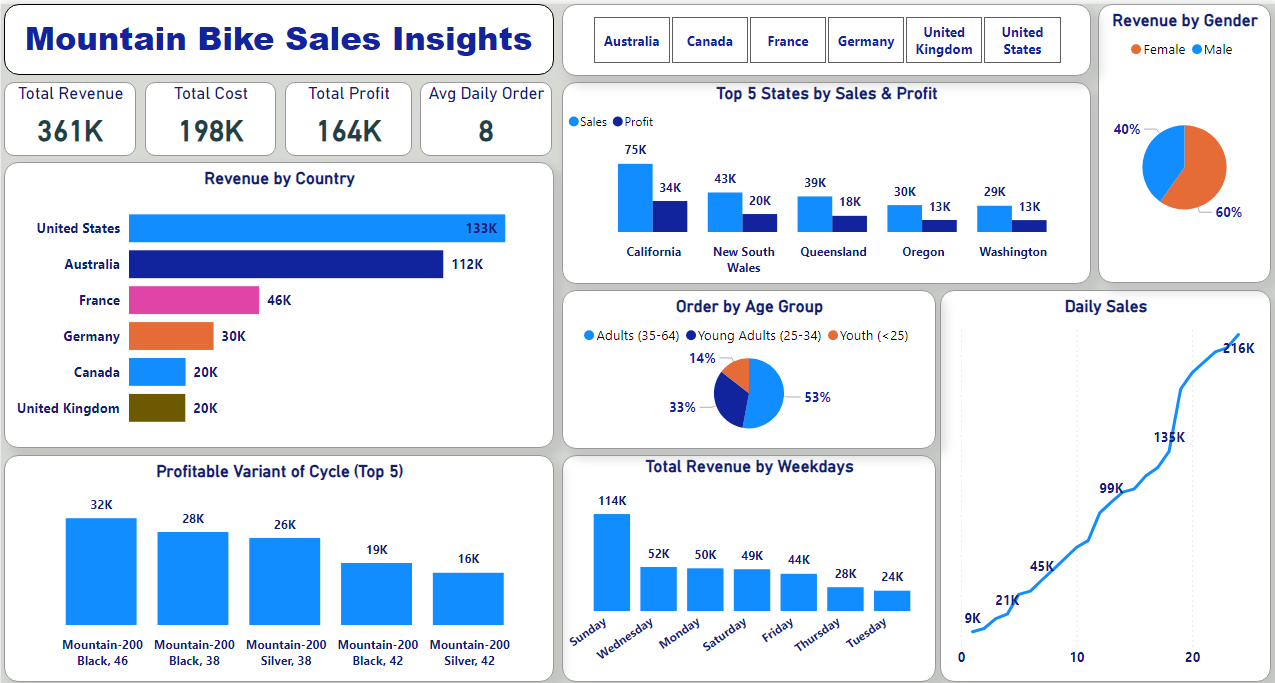 Mountain Bike Sales Insights
Australia
Canada
France
Germany
United
Kingdom
United
States
Revenue by Gender
Female Male
40%
60%
Total Revenue
361K
Total Cost
198K
Total Profit
164K
Avg Daily Order
8
Top 5 States by Sales & Profit
Sales Profit
75K
34K
43K
20K
39K
18K
30K
13K
29K
13K
California
New South
Wales
Queensland
Oregon
Washington
Revenue by Country
United States
133K
Australia
112K
France
46K
Germany
30K
Canada
20K
United Kingdom
20K
Order by Age Group
Adults (35-64) Young Adults (25-34) Youth (<25)
14%
33%
53%
Daily Sales
216K
135K
99K
45K
21K
9K
0
10
20
Profitable Variant of Cycle (Top 5)
32K
28K
26K
19K
16K
Mountain-200
Black, 46
Mountain-200
Black, 38
Mountain-200
Silver, 38
Mountain-200
Black, 42
Mountain-200
Silver, 42
Total Revenue by Weekdays
114K
52K
50K
49K
44K
28K
24K
Sunday
Wednesday
Monday
Saturday
Friday
Thursday
Tuesday